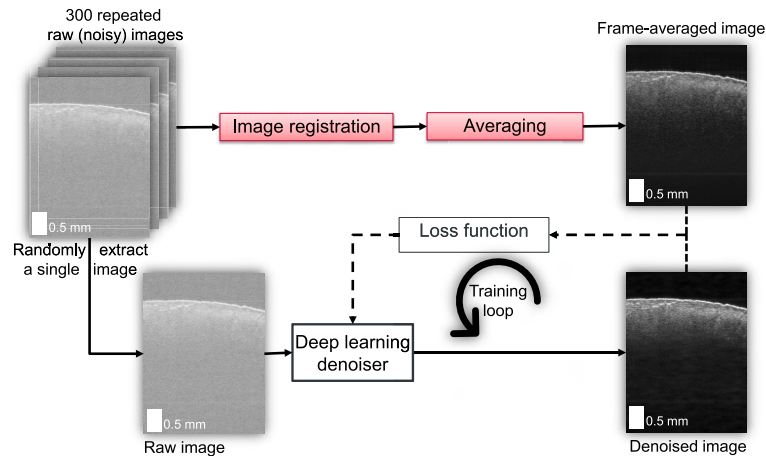 300 repeated
raw (noisy) images
Frame-averaged image
Image registration
Averaging
0.5 mm
0.5 mm
Randomly extract
a single image
Loss function
Training
loop
Deep learning
denoiser
0.5 mm
0.5 mm
Raw image
Denoised image